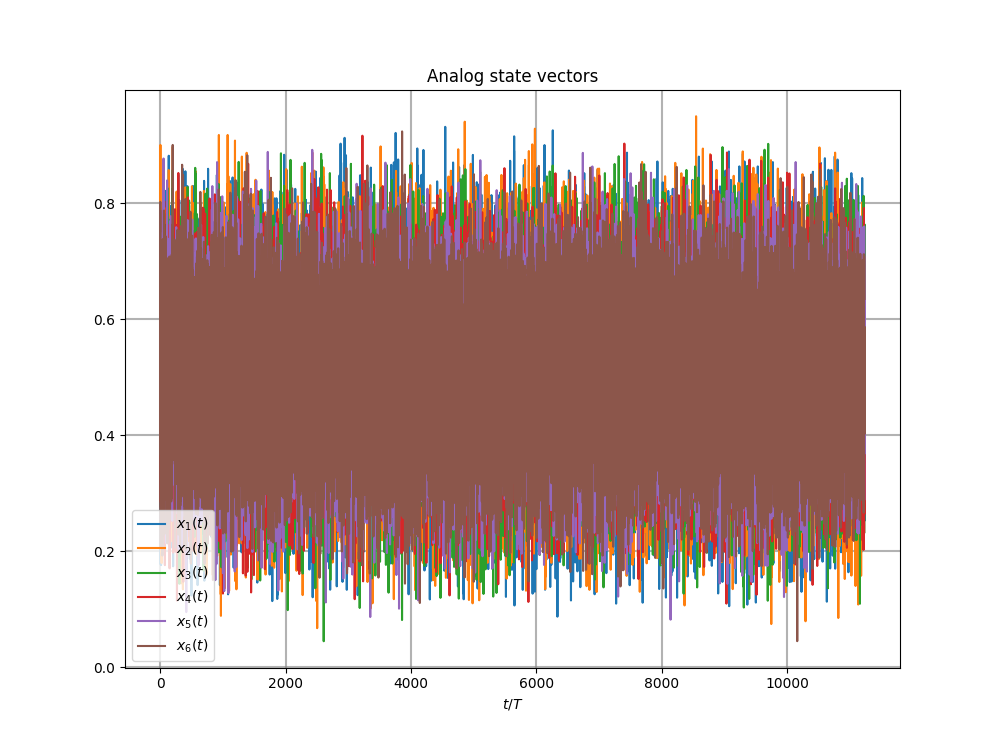 Analog state vectors
0.8
0.6
0.4
0.2
0.0
x₁(t)
x₂(t)
x₃(t)
x₄(t)
x₅(t)
x₆(t)
0 2000 4000 6000 8000 10000
t/T